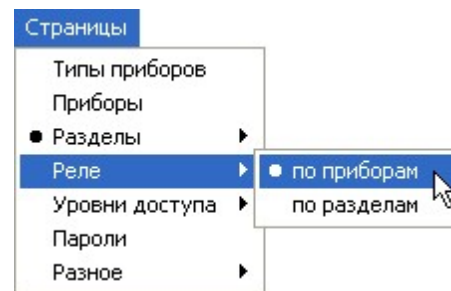 Страницы
Типы приборов
Приборы
Разделы
Реле
по приборам
Уровни доступа
по разделам
Пароли
Разное